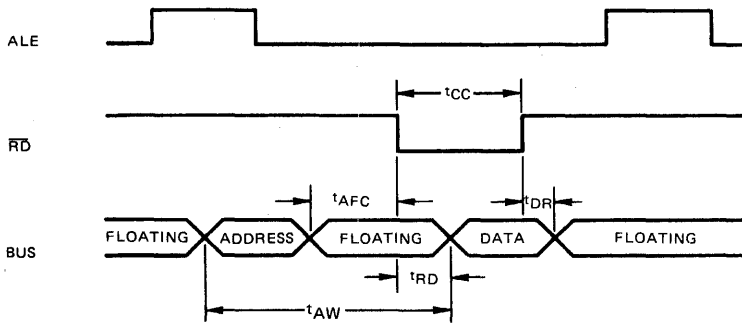 ALE
tCC
RD
tAFC
tDR
BUS
FLOATING ADDRESS FLOATING DATA FLOATING
tRD
tAW